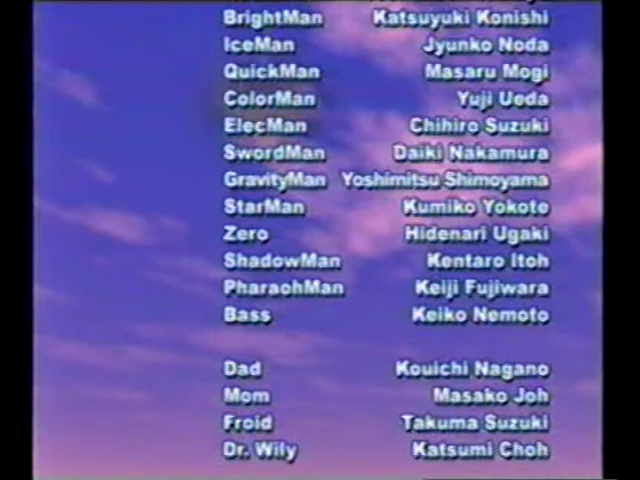 BrightMan Katsuyuki Konishi
IceMan Jyunko Noda
QuickMan Masaru Mogi
ColorMan Yuji Ueda
ElecMan Chihiro Suzuki
SwordMan Daiki Nakamura
GravityMan Yoshimitsu Shimoyama
StarMan Kumiko Yokote
Zero Hidenari Ugaki
ShadowMan Kentaro Itoh
PharaohMan Keiji Fujiwara
Bass Keiko Nemoto
Dad Kouichi Nagano
Mom Masako Joh
Froid Takuma Suzuki
Dr. Wily Katsumi Choh